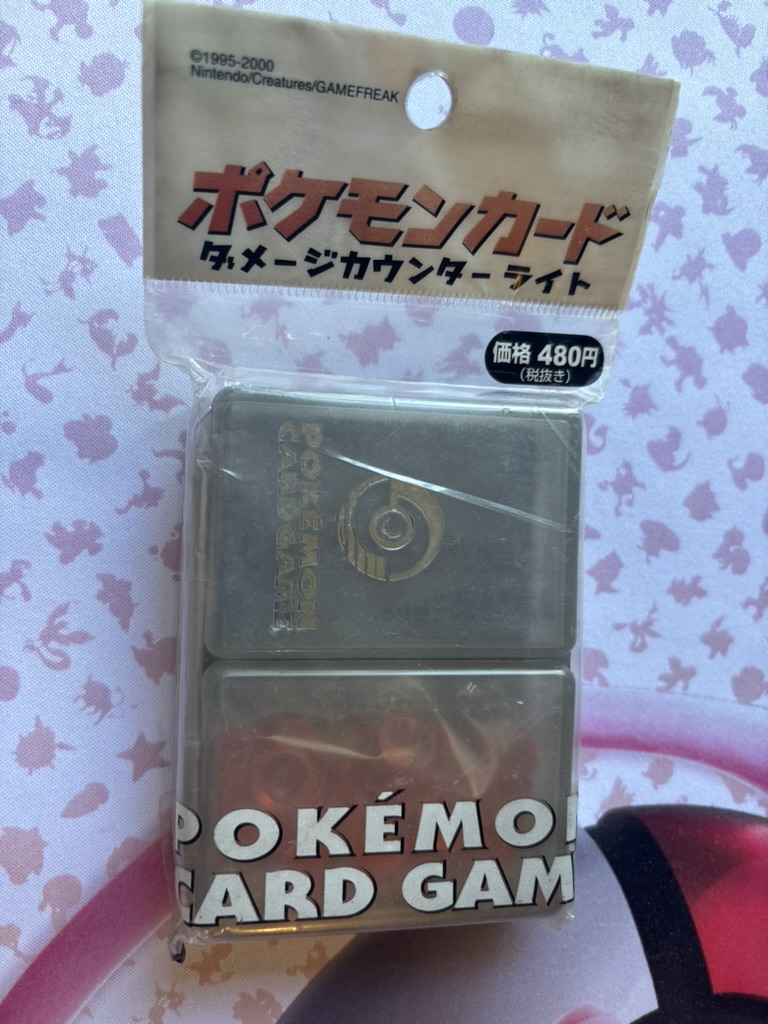 ©1995-2000
Nintendo/Creatures/GAMEFREAK
ポケモンカード
ダメージカウンター ライト
価格 480円
(税抜き)
POKÉMON
CARD GAME
POKÉMON
CARD GAM